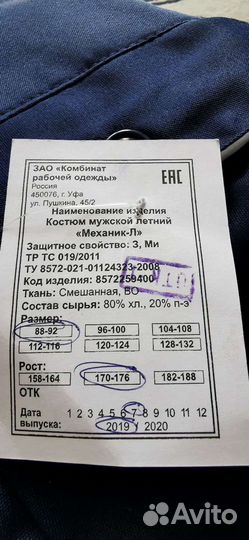 ЗАО «Комбинат
рабочей одежды»
Россия
450076, г. Уфа
ул. Пушкина, 45/2
ЕАС
Наименование изделия
Костюм мужской летний
«Механик-Л»
Защитное свойство: З, Ми
ТР ТС 019/2011
ТУ 8572-021-01124323-2008
Код изделия: 8572259400
Ткань: Смешанная, ВО
Состав сырья: 80% хл., 20% п-э
Размер:
88-92 96-100 104-108
112-116 120-124 128-132
Рост:
158-164 170-176 182-188
ОТК
Дата 1 2 3 4 5 6 7 8 9 10 11 12
выпуска: 2019 2020
Avito